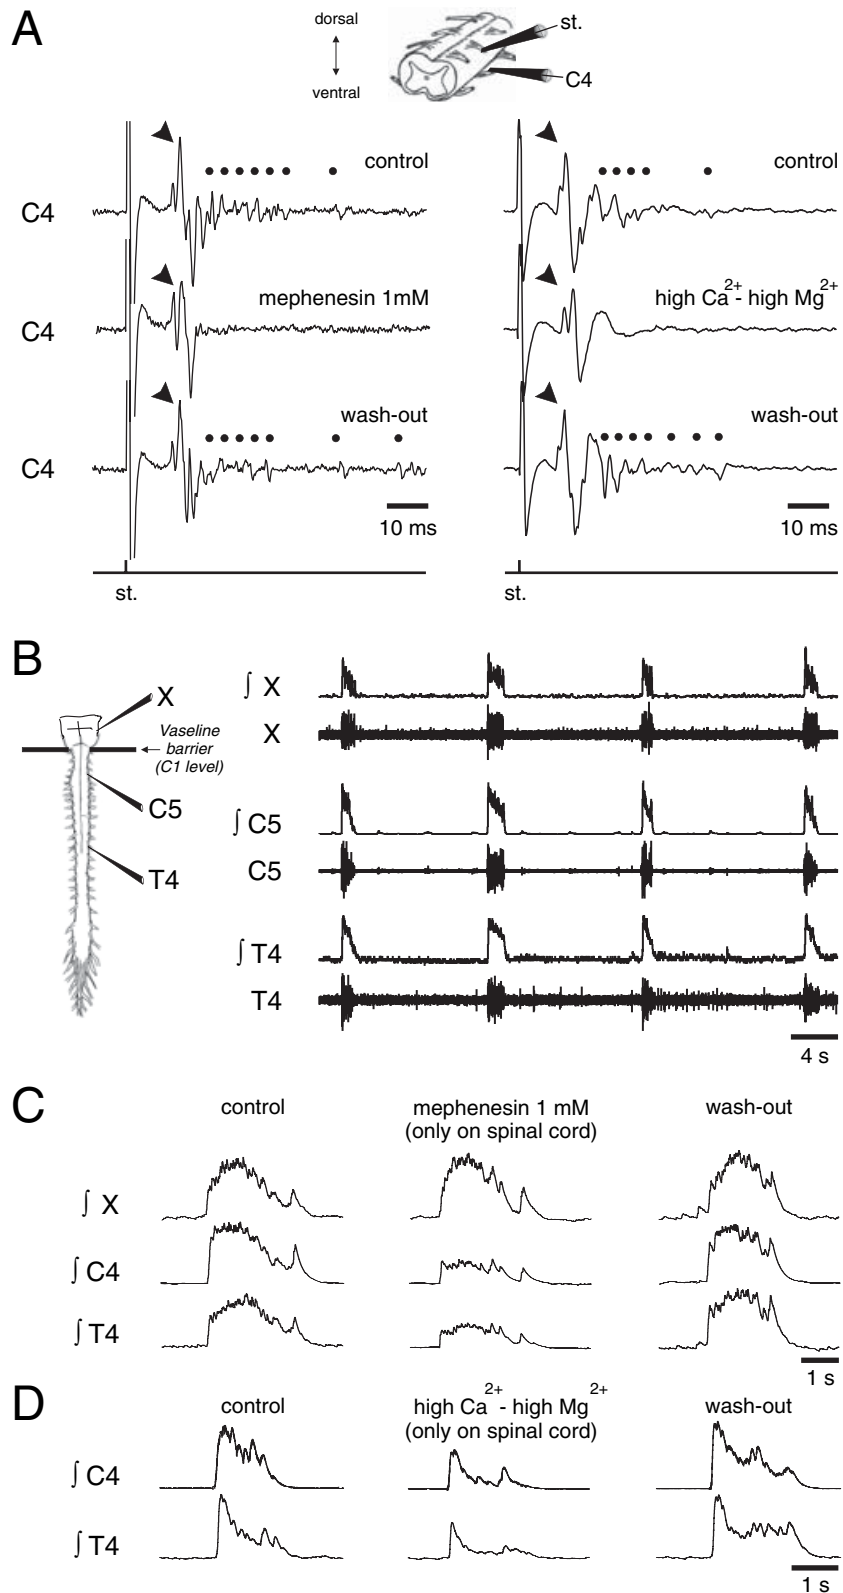 A
dorsal
ventral
st.
C4
control
C4
mephenesin 1mM
C4
wash-out
C4
10 ms
st.
control
high Ca2+ - high Mg2+
wash-out
10 ms
st.
B
X
Vaseline
barrier
(C1 level)
C5
T4
∫ X
X
∫ C5
C5
∫ T4
T4
4 s
C
control
mephenesin 1 mM
(only on spinal cord)
wash-out
∫ X
∫ C4
∫ T4
1 s
D
control
high Ca2+ - high Mg2+
(only on spinal cord)
wash-out
∫ C4
∫ T4
1 s